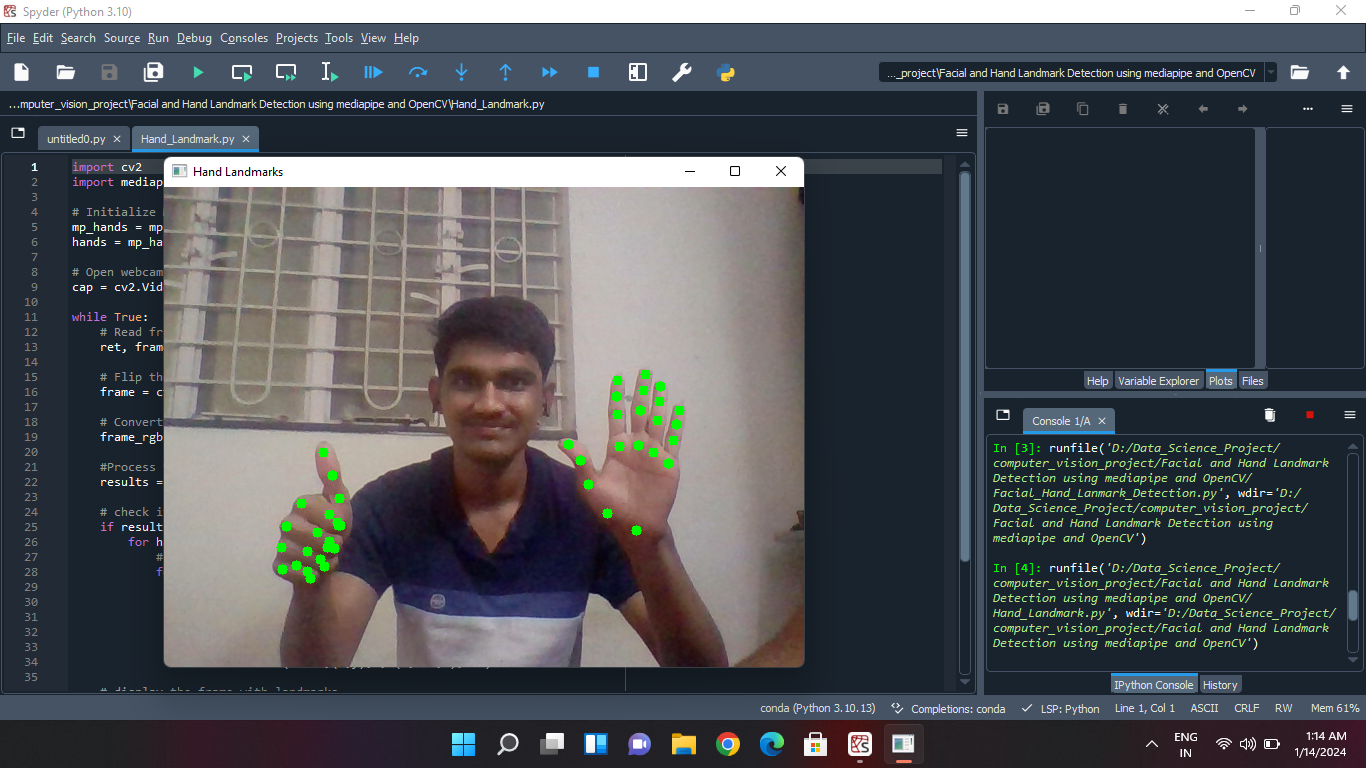 Spyder (Python 3.10)
File Edit Search Source Run Debug Consoles Projects Tools View Help
..._project\Facial and Hand Landmark Detection using mediapipe and OpenCV
...mputer_vision_project\Facial and Hand Landmark Detection using mediapipe and OpenCV\Hand_Landmark.py
untitled0.py Hand_Landmark.py
Hand Landmarks
1 import cv2
2 import mediap
3
4 # Initialize
5 mp_hands = mp
6 hands = mp_ha
7
8 # Open webcam
9 cap = cv2.Vid
10
11 while True:
12 # Read fr
13 ret, fram
14
15 # Flip th
16 frame = c
17
18 # Convert
19 frame_rgb
20
21 #Process
22 results =
23
24 # check i
25 if result
26 for h
27 #
28 f
29
30
31
32
33
34
35
# display the frame with landmarks
Help Variable Explorer Plots Files
Console 1/A
In [3]: runfile('D:/Data_Science_Project/
computer_vision_project/Facial and Hand Landmark
Detection using mediapipe and OpenCV/
Facial_Hand_Lanmark_Detection.py', wdir='D:/
Data_Science_Project/computer_vision_project/
Facial and Hand Landmark Detection using
mediapipe and OpenCV')
In [4]: runfile('D:/Data_Science_Project/
computer_vision_project/Facial and Hand Landmark
Detection using mediapipe and OpenCV/
Hand_Landmark.py', wdir='D:/Data_Science_Project/
computer_vision_project/Facial and Hand Landmark
Detection using mediapipe and OpenCV')
IPython Console History
conda (Python 3.10.13) Completions: conda LSP: Python Line 1, Col 1 ASCII CRLF RW Mem 61%
ENG
IN
1:14 AM
1/14/2024